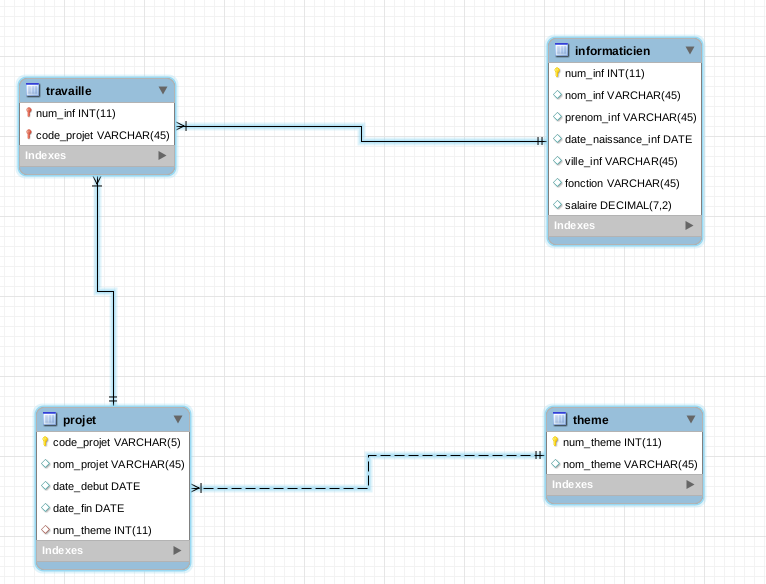 travaille
num_inf INT(11)
code_projet VARCHAR(45)
Indexes
informaticien
num_inf INT(11)
nom_inf VARCHAR(45)
prenom_inf VARCHAR(45)
date_naissance_inf DATE
ville_inf VARCHAR(45)
fonction VARCHAR(45)
salaire DECIMAL(7,2)
Indexes
projet
code_projet VARCHAR(5)
nom_projet VARCHAR(45)
date_debut DATE
date_fin DATE
num_theme INT(11)
Indexes
theme
num_theme INT(11)
nom_theme VARCHAR(45)
Indexes